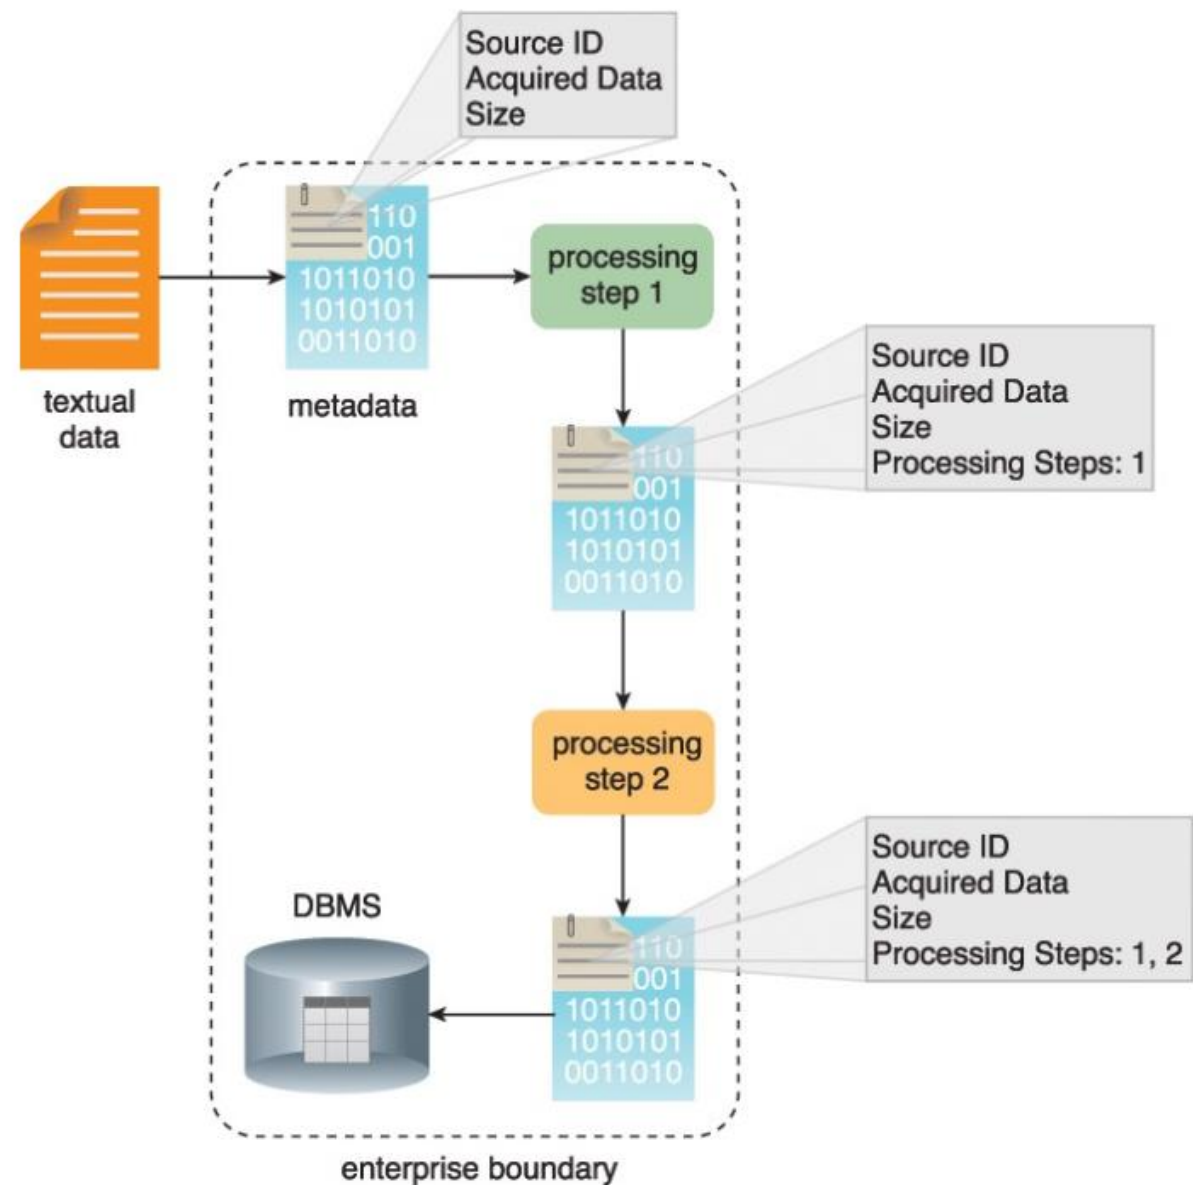 Source ID
Acquired Data
Size
110
001
1011010
1010101
0011010
textual
data
metadata
processing
step 1
Source ID
Acquired Data
Size
Processing Steps: 1
110
001
1011010
1010101
0011010
processing
step 2
Source ID
Acquired Data
Size
Processing Steps: 1, 2
110
001
1011010
1010101
0011010
DBMS
enterprise boundary